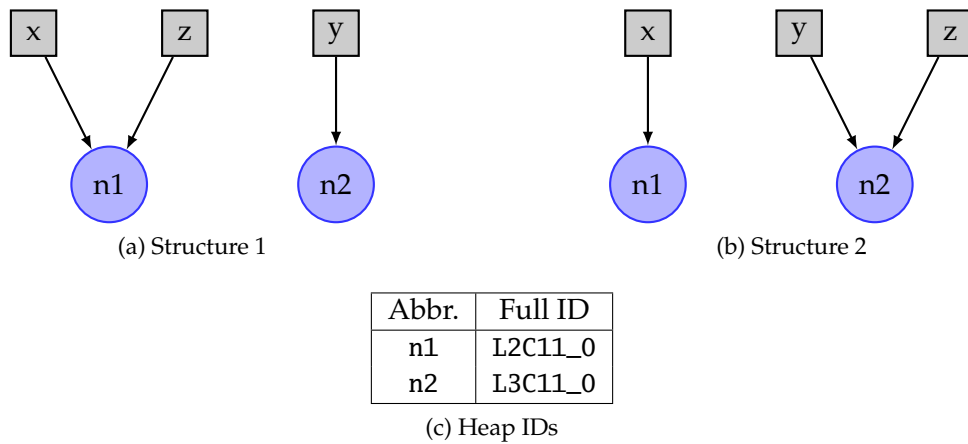 x z y x y z
n1 n2 n1 n2
(a) Structure 1 (b) Structure 2
Abbr. Full ID
n1 L2C11_0
n2 L3C11_0
(c) Heap IDs